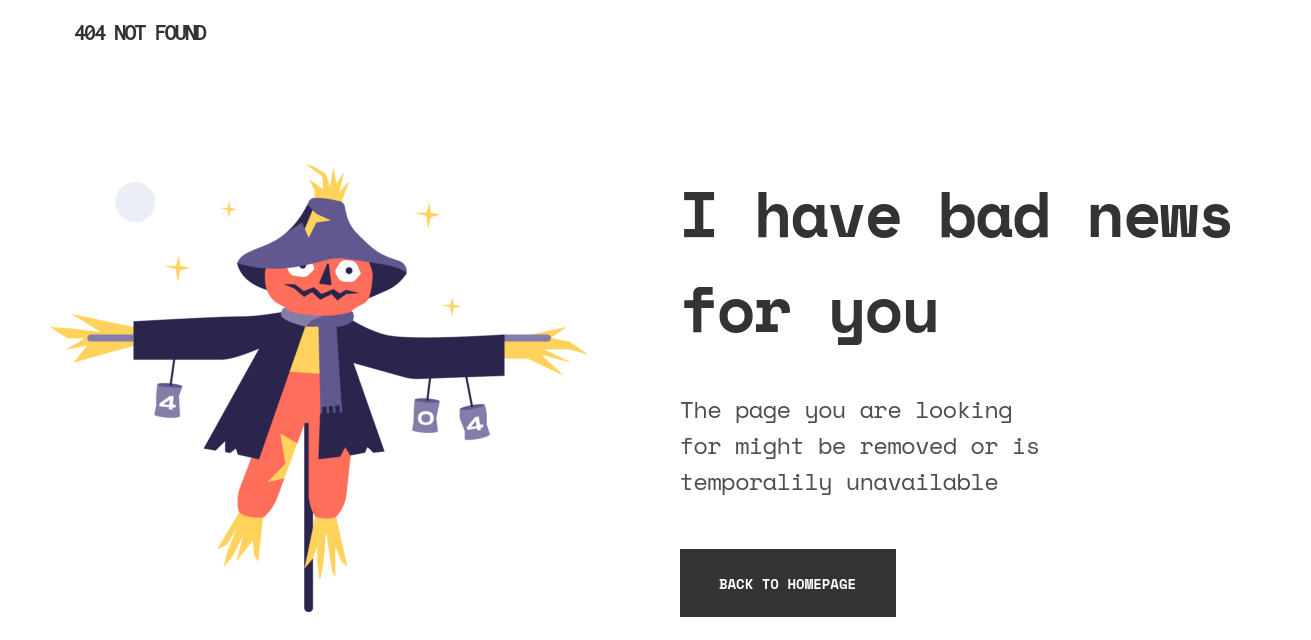 404 NOT FOUND
I have bad news
for you
4
0
4
The page you are looking
for might be removed or is
temporalily unavailable
BACK TO HOMEPAGE